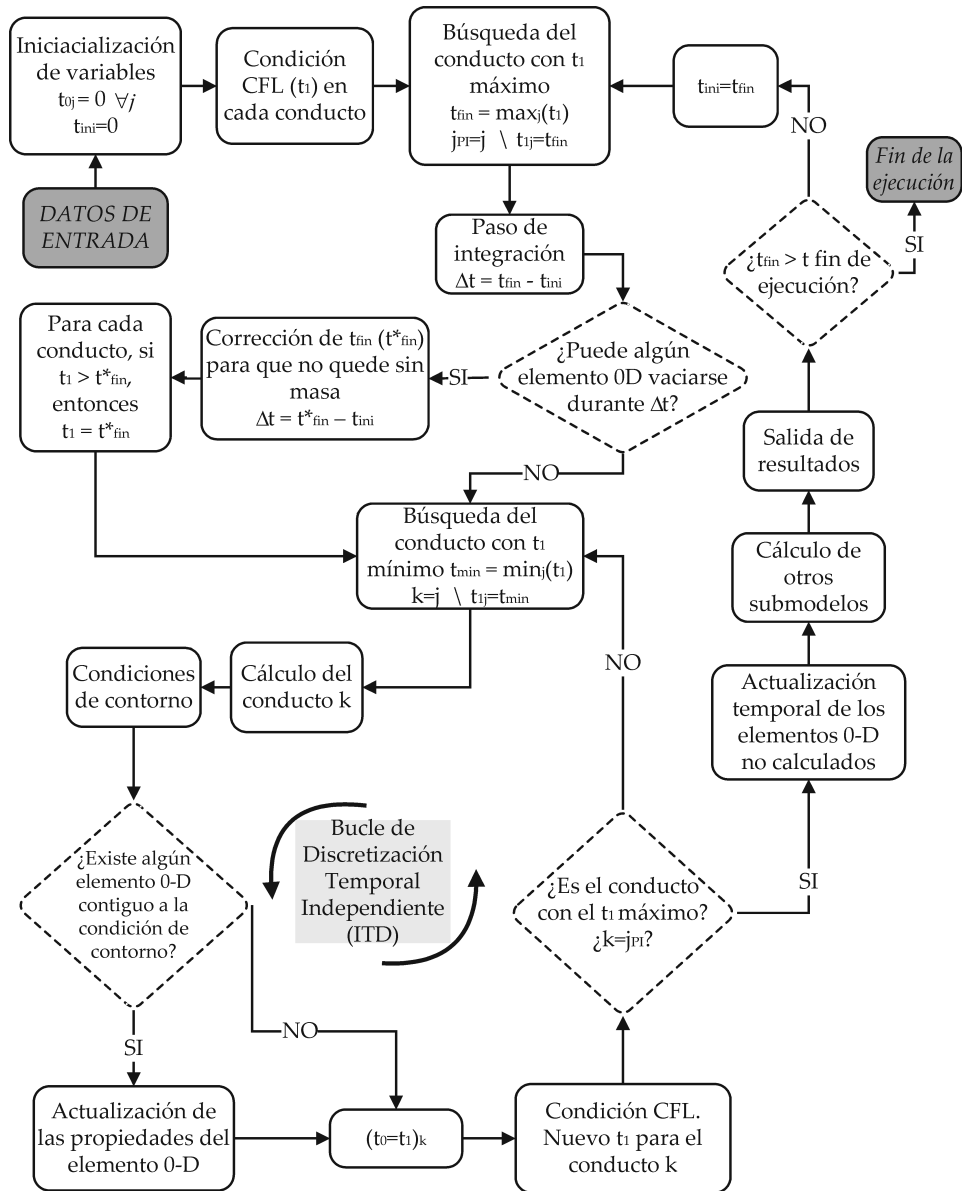 Iniciacialización
de variables
t0j = 0 ∀j
tini=0
Condición
CFL (t1) en
cada conducto
Búsqueda del
conducto con t1
máximo
tfin = maxj(t1)
jPI=j \ t1j=tfin
tini=tfin
NO
Fin de la
ejecución
DATOS DE
ENTRADA
SI
¿tfin > t fin de
ejecución?
Paso de
integración
Δt = tfin - tini
Para cada
conducto, si
t1 > t*fin,
entonces
t1 = t*fin
Corrección de tfin (t*fin)
para que no quede sin
masa
Δt = t*fin – tini
SI
¿Puede algún
elemento 0D vaciarse
durante Δt?
NO
Salida de
resultados
Búsqueda del
conducto con t1
mínimo tmin = minj(t1)
k=j \ t1j=tmin
Cálculo de
otros
submodelos
NO
Condiciones
de contorno
Cálculo del
conducto k
Actualización
temporal de los
elementos 0-D
no calculados
¿Existe algún
elemento 0-D
contiguo a la
condición de
contorno?
Bucle de
Discretización
Temporal
Independiente
(ITD)
¿Es el conducto
con el t1 máximo?
¿k=jPI?
SI
NO
SI
Actualización de
las propiedades del
elemento 0-D
(t0=t1)k
Condición CFL.
Nuevo t1 para el
conducto k